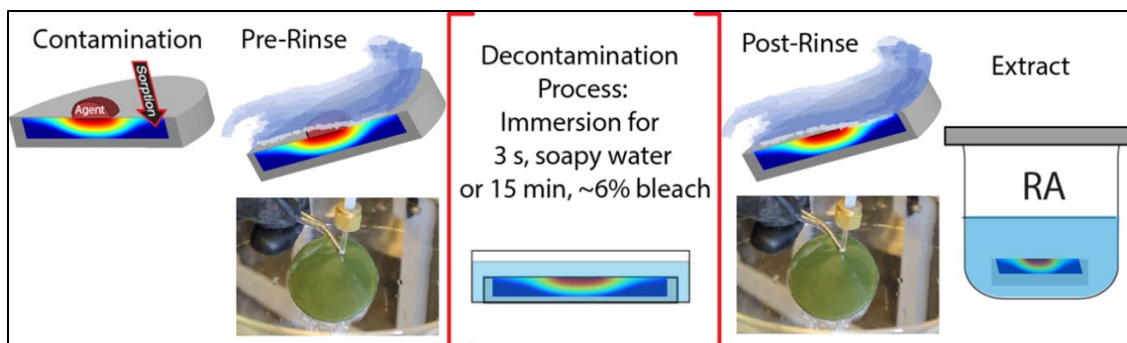 Contamination
Agent
Sorption
Pre-Rinse
Decontamination
Process:
Immersion for
3 s, soapy water
or 15 min, ~6% bleach
Post-Rinse
Extract
RA